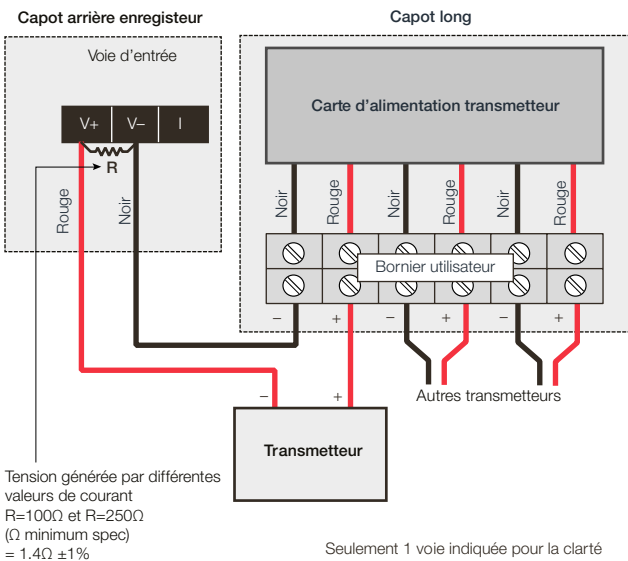 Capot arrière enregisteur
Capot long
Voie d'entrée
Carte d'alimentation transmetteur
V+ V– I
R
Rouge
Noir
Noir
Rouge
Noir
Rouge
Noir
Rouge
Bornier utilisateur
– + – + – +
Autres transmetteurs
– +
Transmetteur
Tension générée par différentes
valeurs de courant
R=100Ω et R=250Ω
(Ω minimum spec)
= 1.4Ω ±1%
Seulement 1 voie indiquée pour la clarté